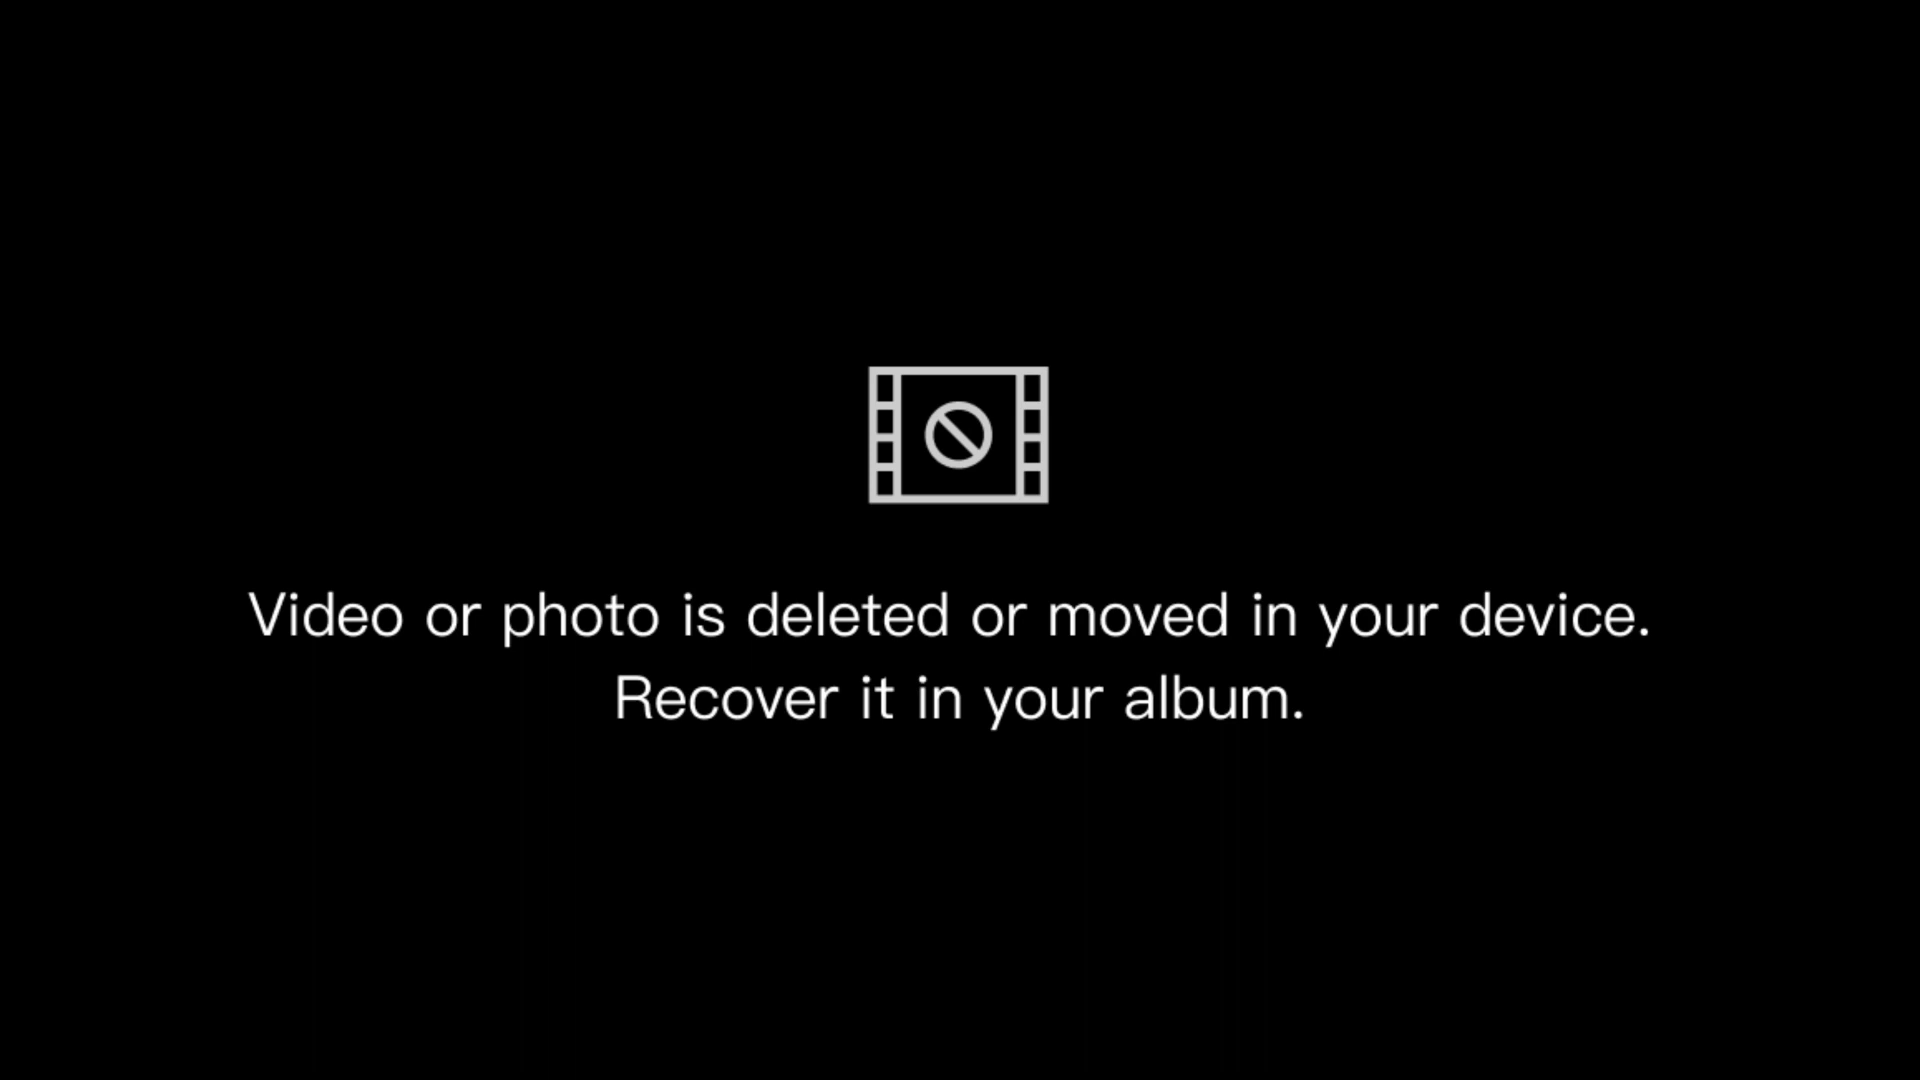 Video or photo is deleted or moved in your device.
Recover it in your album.